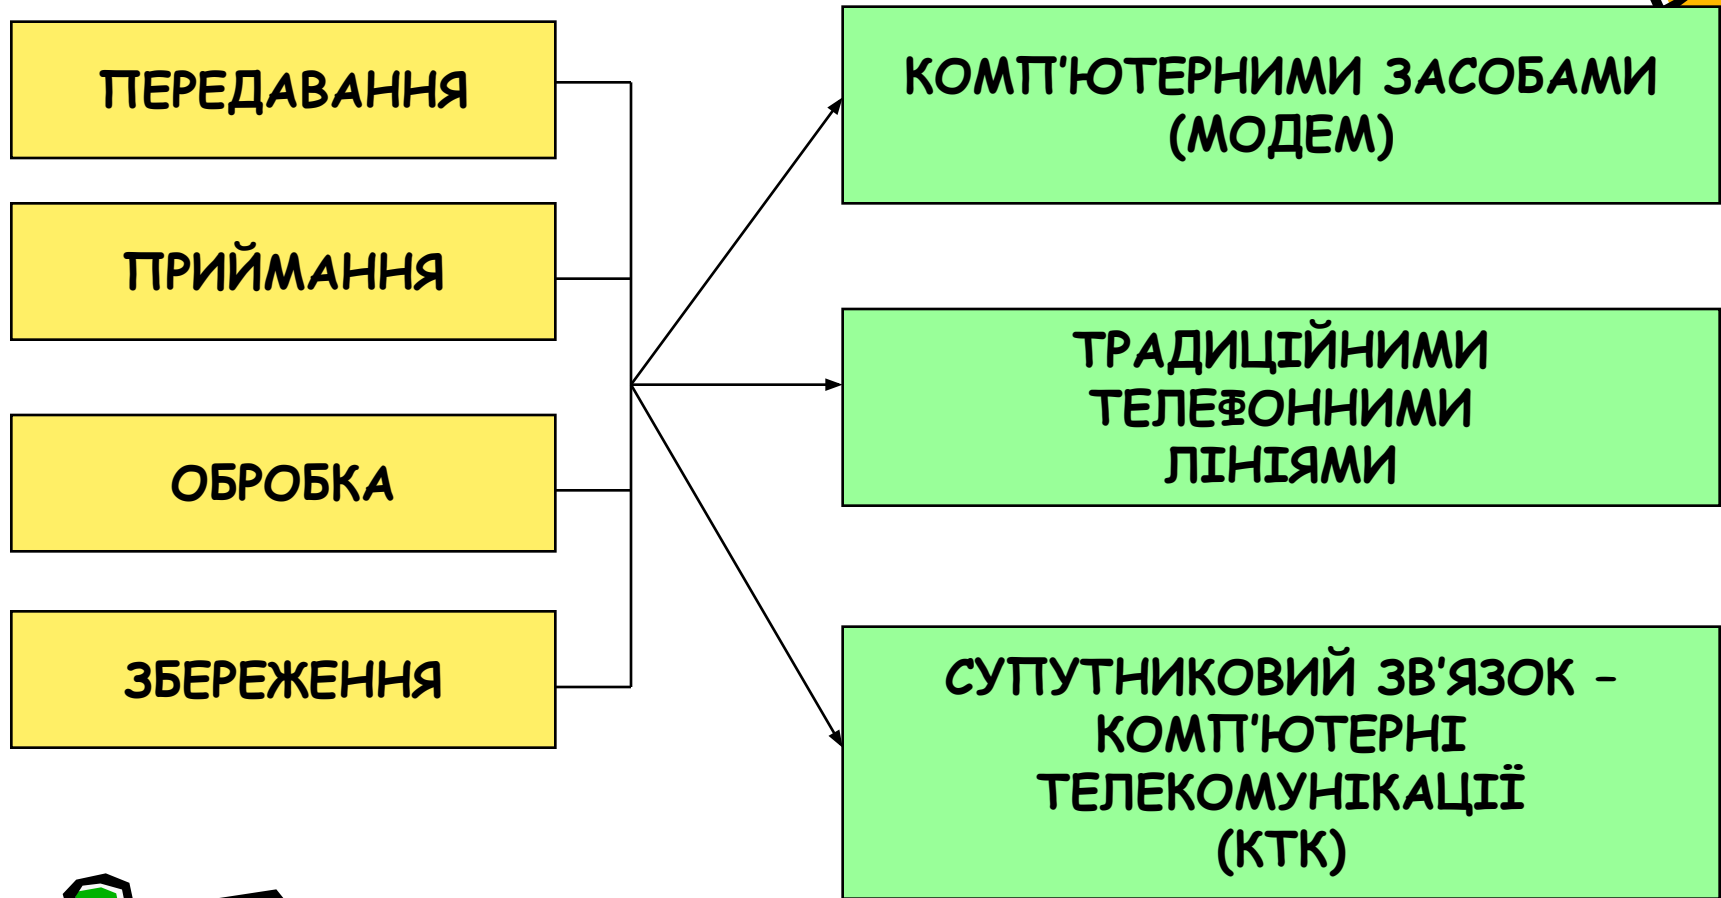 ПЕРЕДАВАННЯ
ПРИЙМАННЯ
ОБРОБКА
ЗБЕРЕЖЕННЯ
КОМП'ЮТЕРНИМИ ЗАСОБАМИ
(МОДЕМ)
ТРАДИЦІЙНИМИ
ТЕЛЕФОННИМИ
ЛІНІЯМИ
СУПУТНИКОВИЙ ЗВ'ЯЗОК –
КОМП'ЮТЕРНІ
ТЕЛЕКОМУНІКАЦІЇ
(КТК)